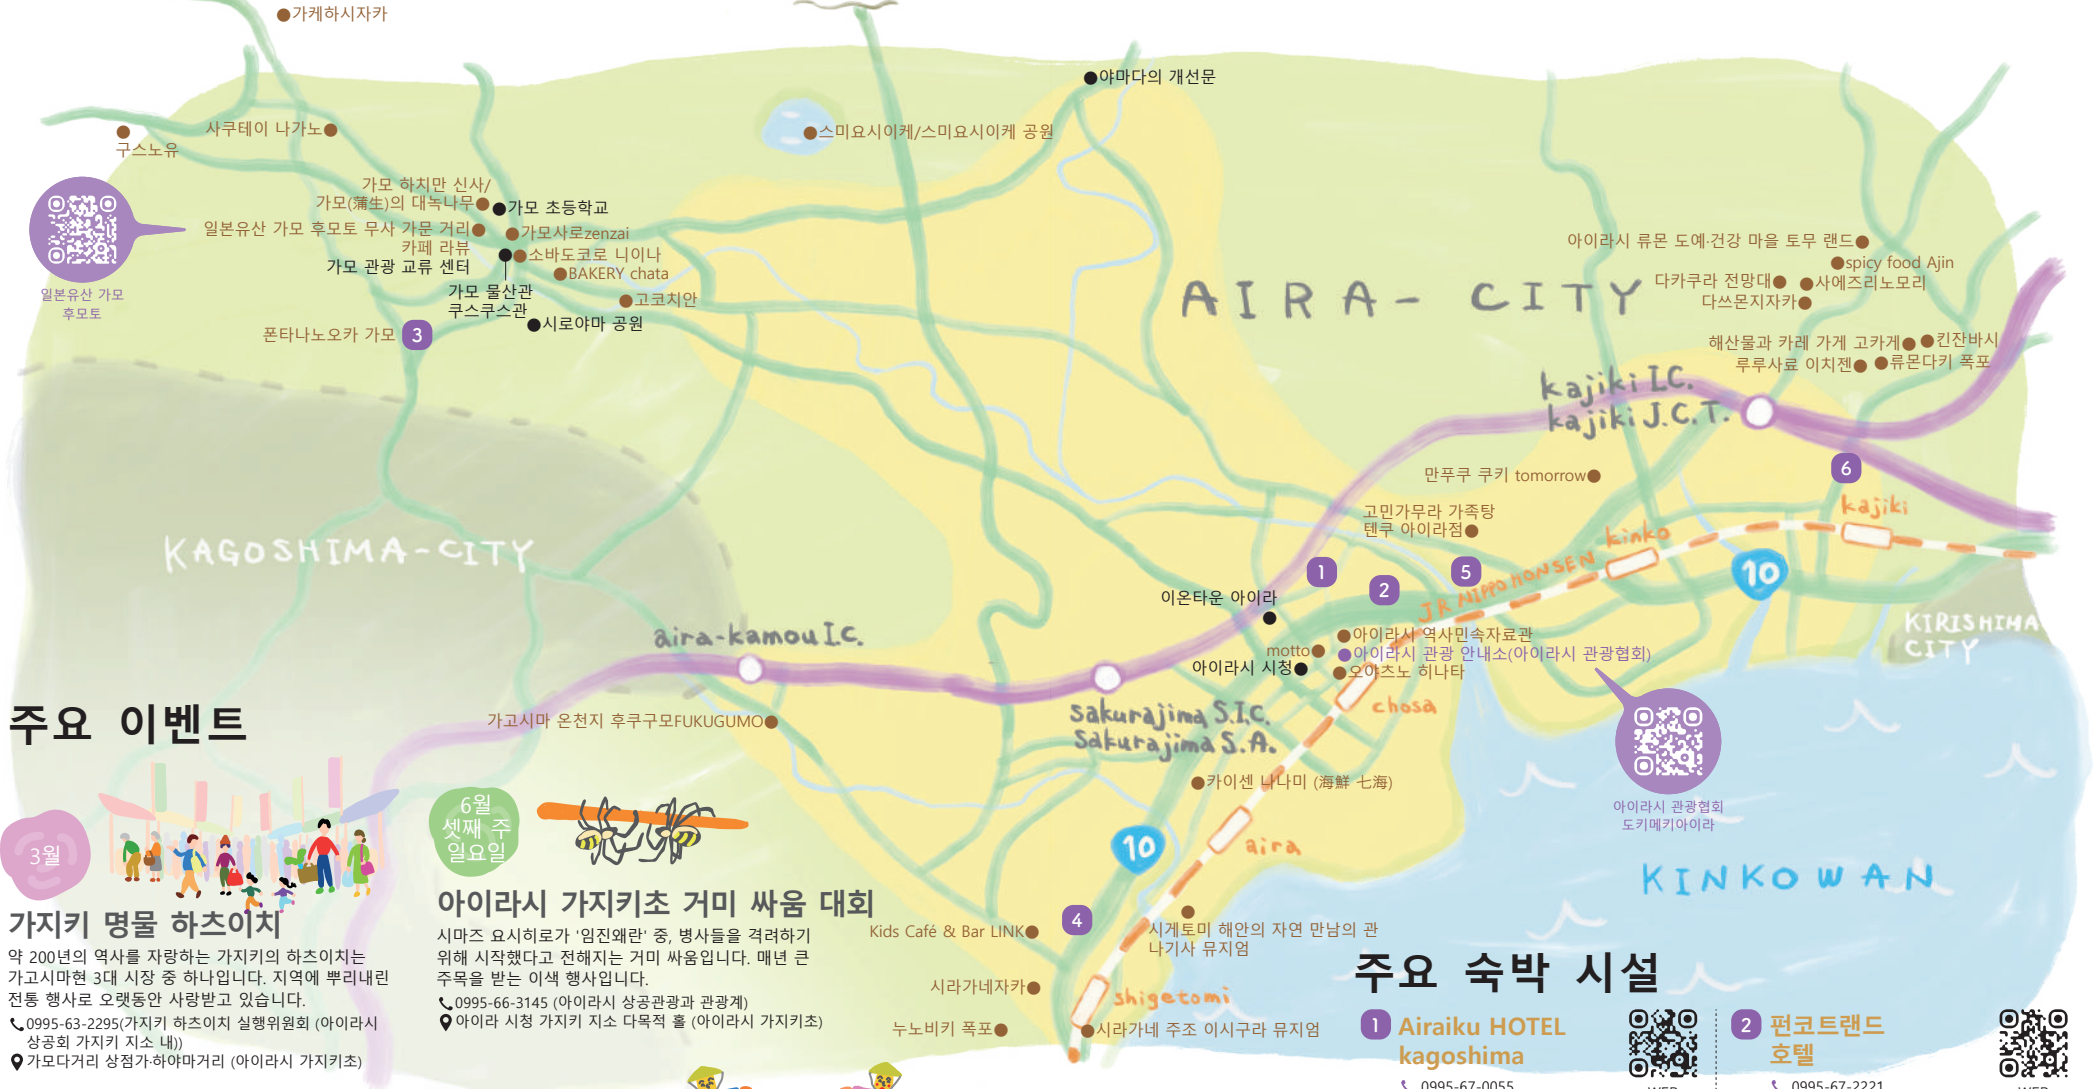 가케하시자카
야마다의 개선문
구스노유
사쿠테이 나가노
스미요시이케/스미요시이케 공원
가모 하치만 신사/
가모(蒲生)의 대녹나무
가모 초등학교
일본유산 가모 후모토 무사 가문 거리
가모사로zenzai
카페 라뷰
소바도코로 니이나
가모 관광 교류 센터
BAKERY chata
가모 물산관
쿠스쿠스관
고코치안
시로야마 공원
일본유산 가모
후모토
폰타나노오카 가모
3
AIRA-CITY
아이라시 류몬 도예·건강 마을 토무 랜드
spicy food Ajin
다카쿠라 전망대
사에즈리노모리
다쓰몬지자카
해산물과 카레 가게 고카게
킨잔바시
루루사료 이치젠
류몬다키 폭포
kajiki I.C.
kajiki J.C.T.
6
만푸쿠 쿠키 tomorrow
고민가무라 가족탕
텐쿠 아이라점
kajiki
kinko
JR NIPPO HONSEN
10
KAGOSHIMA-CITY
1
2
5
이온타운 아이라
KIRISHIMA
CITY
aira-kamou I.C.
아이라시 역사민속자료관
motto
아이라시 관광 안내소(아이라시 관광협회)
아이라시 시청
오야츠노 히나타
chosa
sakurajima S.I.C.
sakurajima S.A.
가고시마 온천지 후쿠구모FUKUGUMO
카이센 나나미 (海鮮 七海)
아이라시 관광협회
도키메키아이라
10
aira
KINKOWAN
4
Kids Café & Bar LINK
시게토미 해안의 자연 만남의 관
나기사 뮤지엄
시라가네자카
shigetomi
누노비키 폭포
시라가네 주조 이시구라 뮤지엄
주요 이벤트
3월
가지키 명물 하츠이치
약 200년의 역사를 자랑하는 가지키의 하츠이치는
가고시마현 3대 시장 중 하나입니다. 지역에 뿌리내린
전통 행사로 오랫동안 사랑받고 있습니다.
0995-63-2295(가지키 하츠이치 실행위원회 (아이라시
상공회 가지키 지소 내))
가모다거리 상점가·하야마거리 (아이라시 가지키초)
6월
셋째 주
일요일
아이라시 가지키초 거미 싸움 대회
시마즈 요시히로가 '임진왜란' 중, 병사들을 격려하기
위해 시작했다고 전해지는 거미 싸움입니다. 매년 큰
주목을 받는 이색 행사입니다.
0995-66-3145 (아이라시 상공관광과 관광계)
아이라 시청 가지키 지소 다목적 홀 (아이라시 가지키초)
주요 숙박 시설
1 Airaiku HOTEL
kagoshima
0995-67-0055
WEB
2 펀코트랜드
호텔
0995-67-2221
WEB